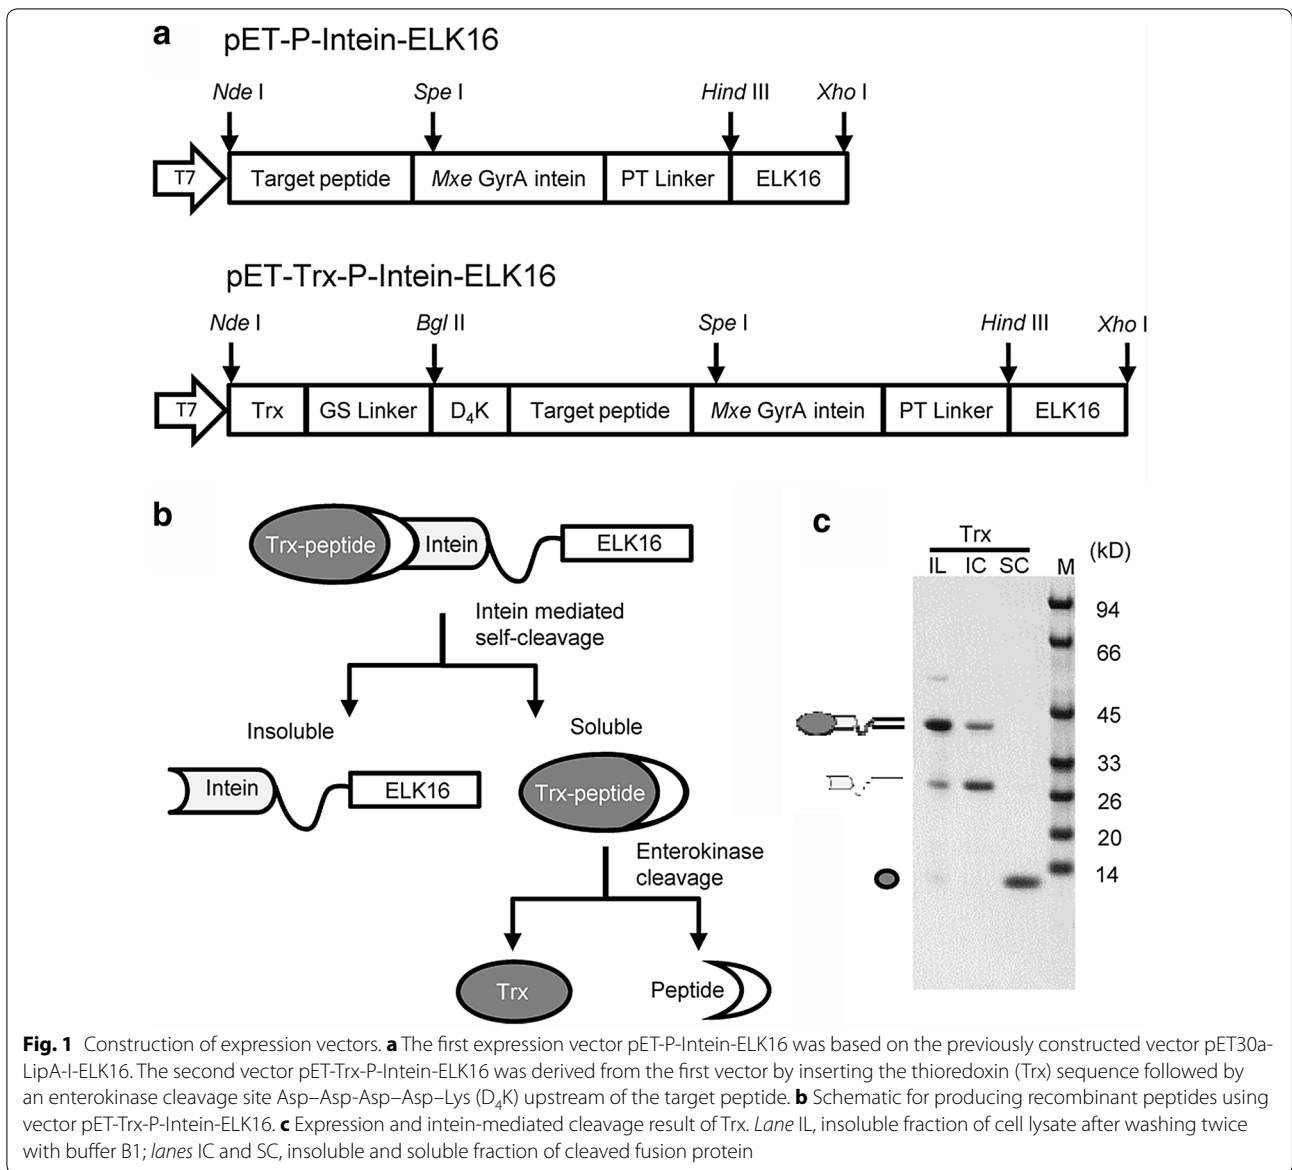 a
pET-P-Intein-ELK16
Nde I Spe I Hind III Xho I
T7 Target peptide Mxe GyrA intein PT Linker ELK16
pET-Trx-P-Intein-ELK16
Nde I Bgl II Spe I Hind III Xho I
T7 Trx GS Linker D₄K Target peptide Mxe GyrA intein PT Linker ELK16
b
Trx-peptide Intein ELK16
Intein mediated
self-cleavage
Insoluble Soluble
Intein ELK16 Trx-peptide
Enterokinase
cleavage
Trx Peptide
c
Trx
IL IC SC M (kD)
94
66
45
33
26
20
14
Fig. 1 Construction of expression vectors. a The first expression vector pET-P-Intein-ELK16 was based on the previously constructed vector pET30a-
LipA-I-ELK16. The second vector pET-Trx-P-Intein-ELK16 was derived from the first vector by inserting the thioredoxin (Trx) sequence followed by
an enterokinase cleavage site Asp–Asp-Asp–Asp–Lys (D₄K) upstream of the target peptide. b Schematic for producing recombinant peptides using
vector pET-Trx-P-Intein-ELK16. c Expression and intein-mediated cleavage result of Trx. Lane IL, insoluble fraction of cell lysate after washing twice
with buffer B1; lanes IC and SC, insoluble and soluble fraction of cleaved fusion protein